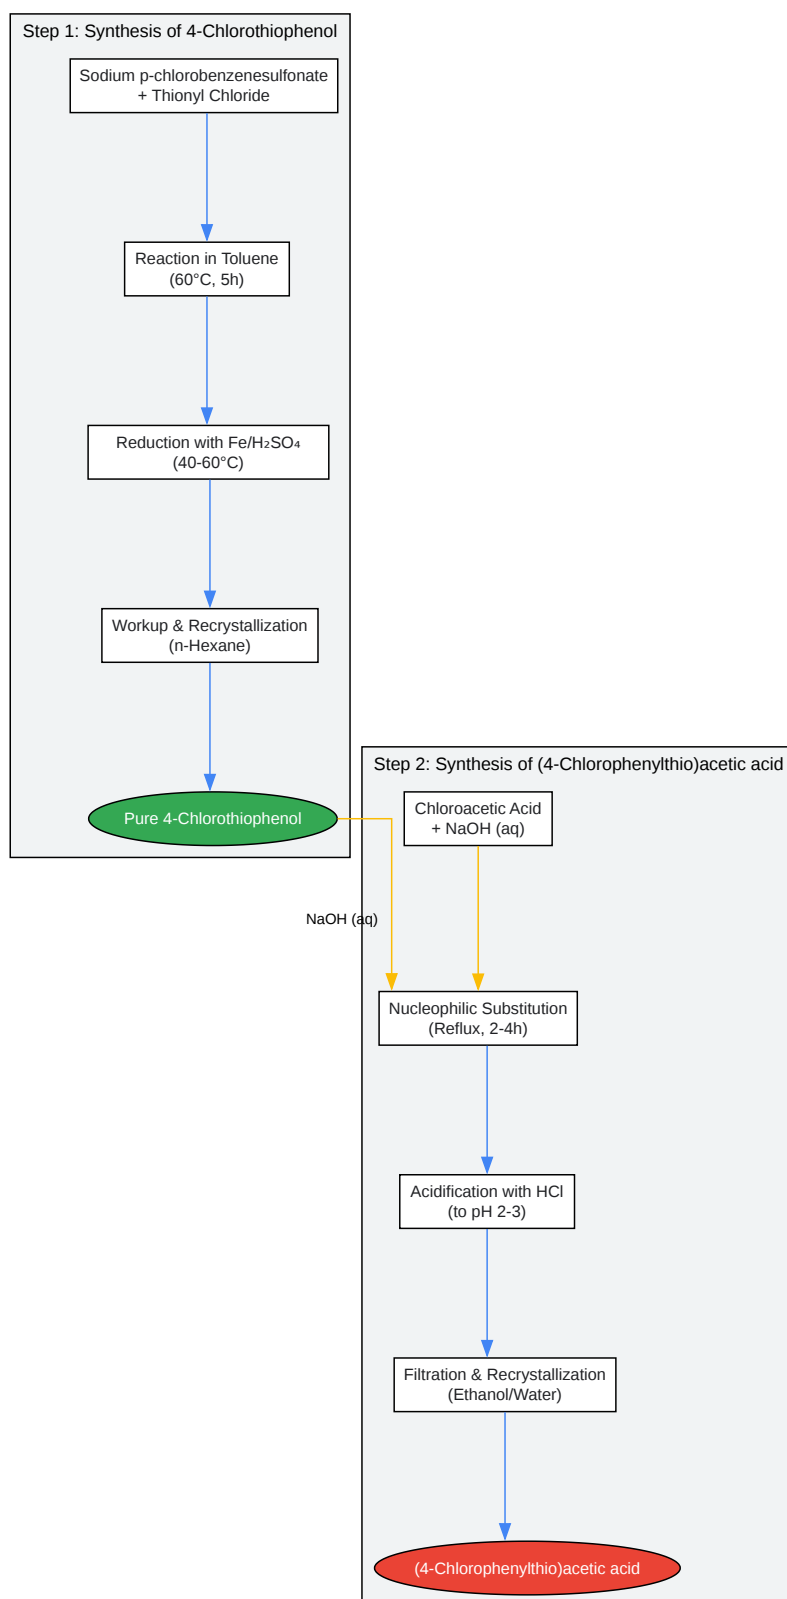 Step 1: Synthesis of 4-Chlorothiophenol
Sodium p-chlorobenzenesulfonate
+ Thionyl Chloride
Reaction in Toluene
(60°C, 5h)
Reduction with Fe/H₂SO₄
(40-60°C)
Workup & Recrystallization
(n-Hexane)
Pure 4-Chlorothiophenol
Step 2: Synthesis of (4-Chlorophenylthio)acetic acid
Chloroacetic Acid
+ NaOH (aq)
NaOH (aq)
Nucleophilic Substitution
(Reflux, 2-4h)
Acidification with HCl
(to pH 2-3)
Filtration & Recrystallization
(Ethanol/Water)
(4-Chlorophenylthio)acetic acid